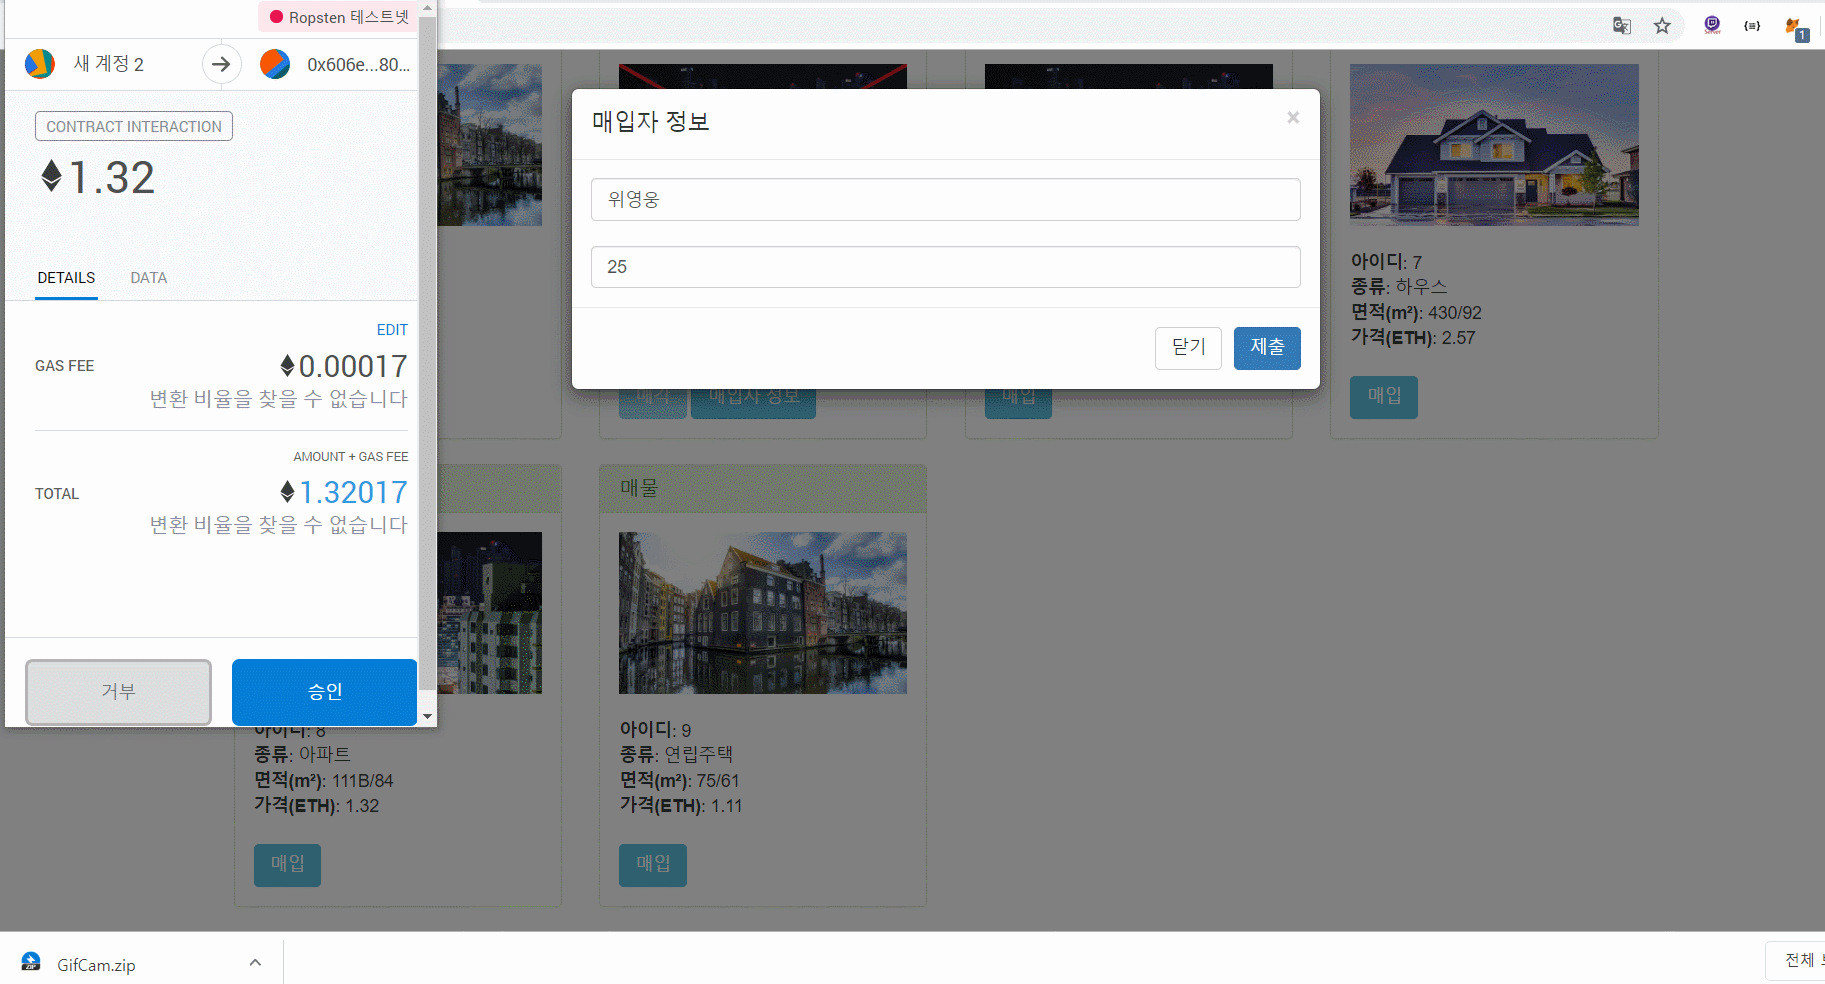 Ropsten 테스트넷
새 계정 2
0x606e...80...
CONTRACT INTERACTION
1.32
DETAILS
DATA
EDIT
GAS FEE
0.00017
변환 비율을 찾을 수 없습니다
AMOUNT + GAS FEE
TOTAL
1.32017
변환 비율을 찾을 수 없습니다
거부
승인
매입자 정보
×
위영웅
25
닫기
제출
매각
매입자 정보
매입
아이디: 7
종류: 하우스
면적(m²): 430/92
가격(ETH): 2.57
매입
매물
아이디: 8
종류: 아파트
면적(m²): 111B/84
가격(ETH): 1.32
매입
아이디: 9
종류: 연립주택
면적(m²): 75/61
가격(ETH): 1.11
매입
1
GifCam.zip
전체